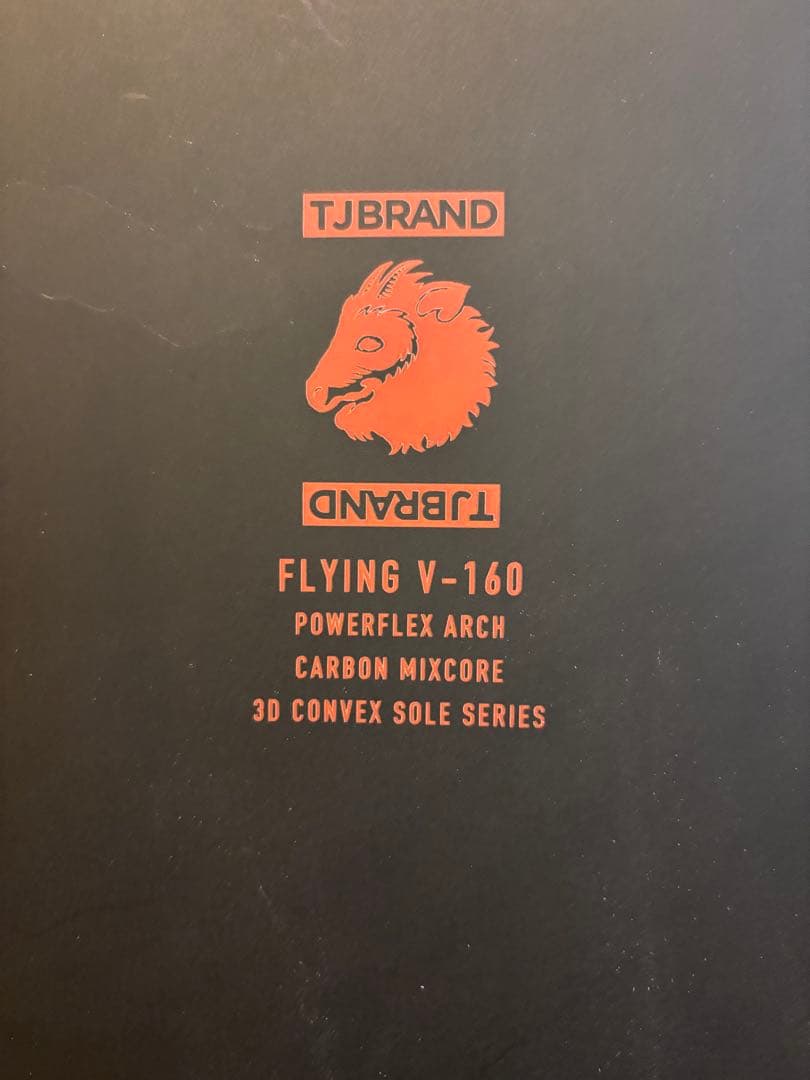 TJBRAND
TJBRAND
FLYING V-160
POWERFLEX ARCH
CARBON MIXCORE
3D CONVEX SOLE SERIES